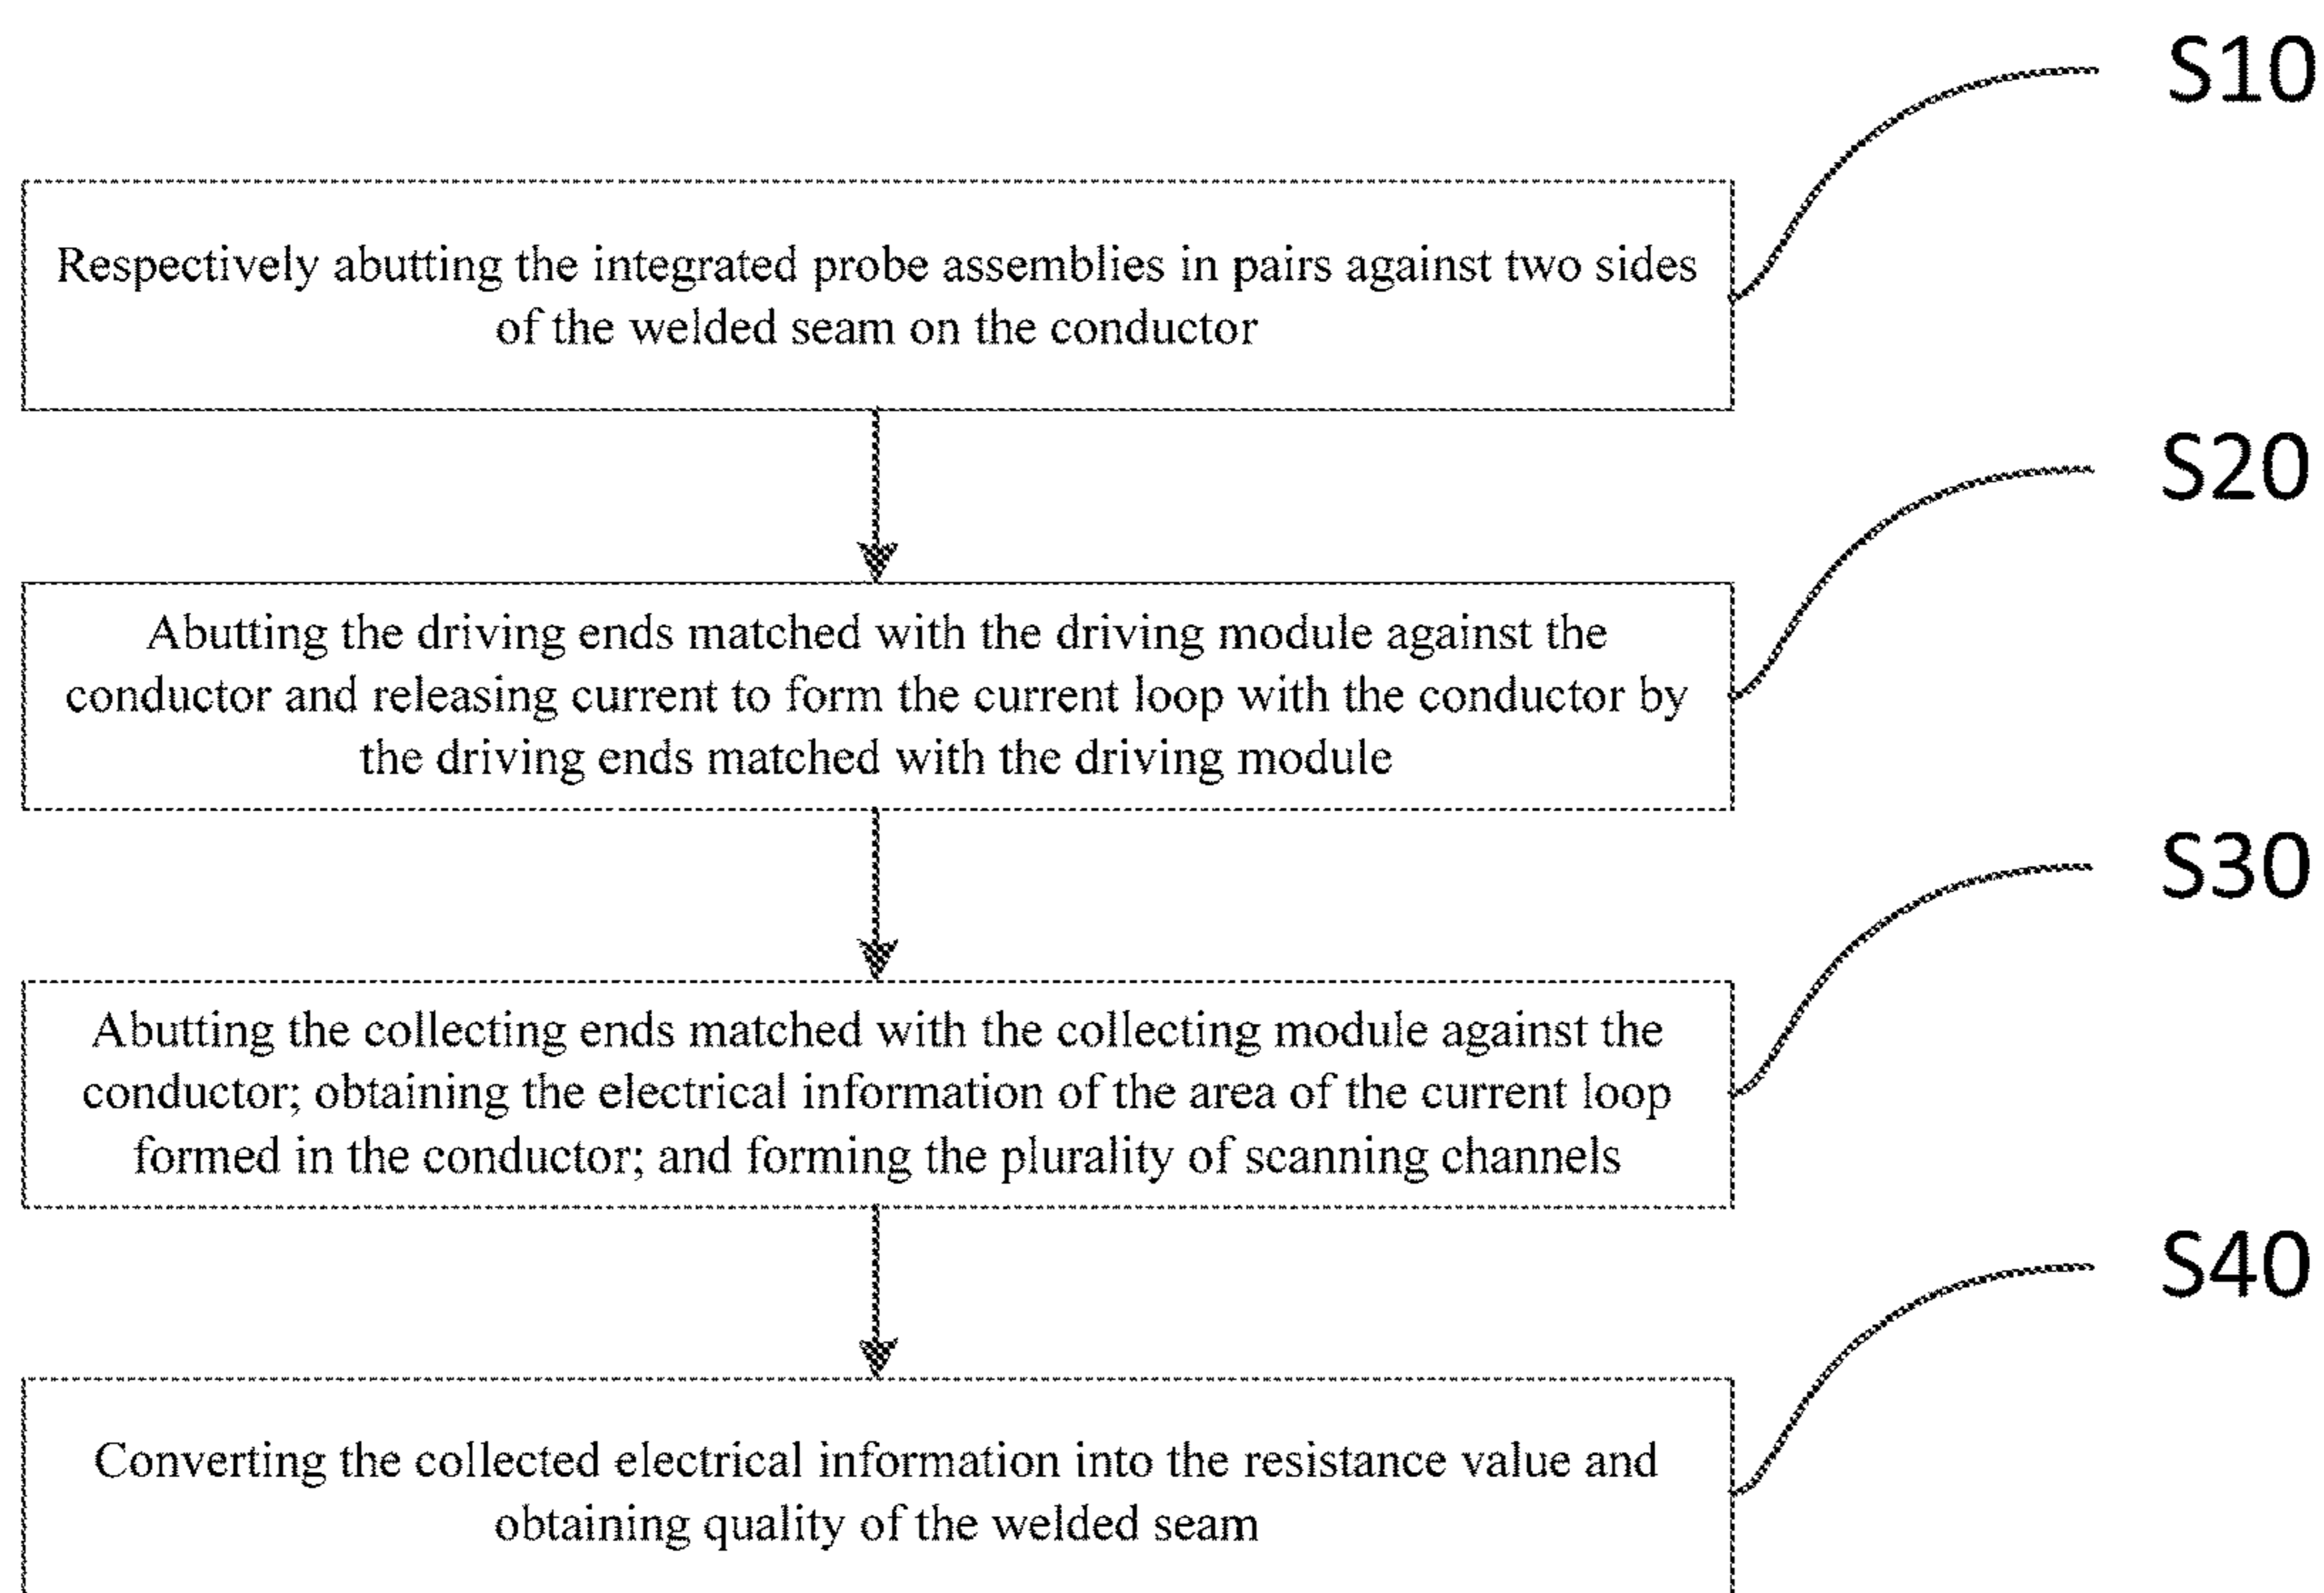 S10
Respectively abutting the integrated probe assemblies in pairs against two sides
of the welded seam on the conductor
S20
Abutting the driving ends matched with the driving module against the
conductor and releasing current to form the current loop with the conductor by
the driving ends matched with the driving module
S30
Abutting the collecting ends matched with the collecting module against the
conductor; obtaining the electrical information of the area of the current loop
formed in the conductor; and forming the plurality of scanning channels
S40
Converting the collected electrical information into the resistance value and
obtaining quality of the welded seam